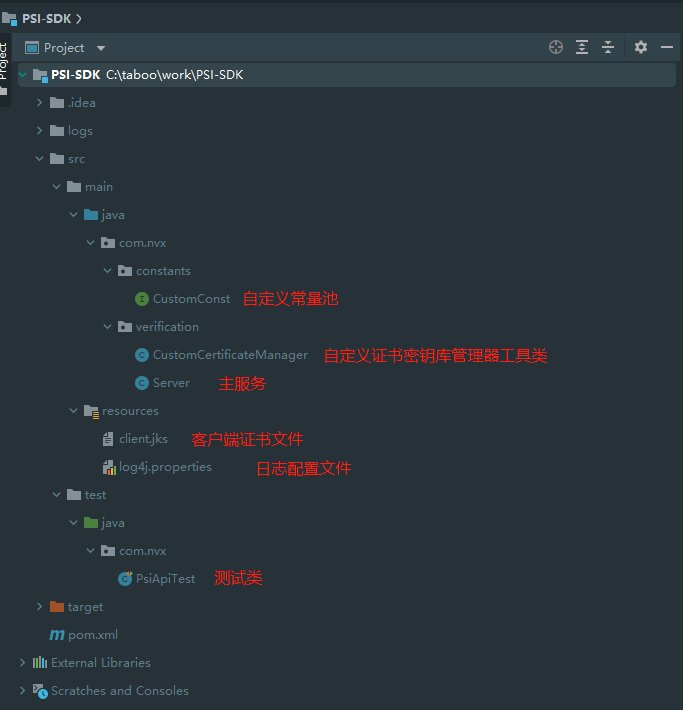 PSI-SDK
Project
Project
PSI-SDK C:\taboo\work\PSI-SDK
.idea
logs
src
main
java
com.nvx
constants
CustomConst 自定义常量池
verification
CustomCertificateManager 自定义证书密钥库管理器工具类
Server 主服务
resources
client.jks 客户端证书文件
log4j.properties 日志配置文件
test
java
com.nvx
PsiApiTest 测试类
target
pom.xml
External Libraries
Scratches and Consoles